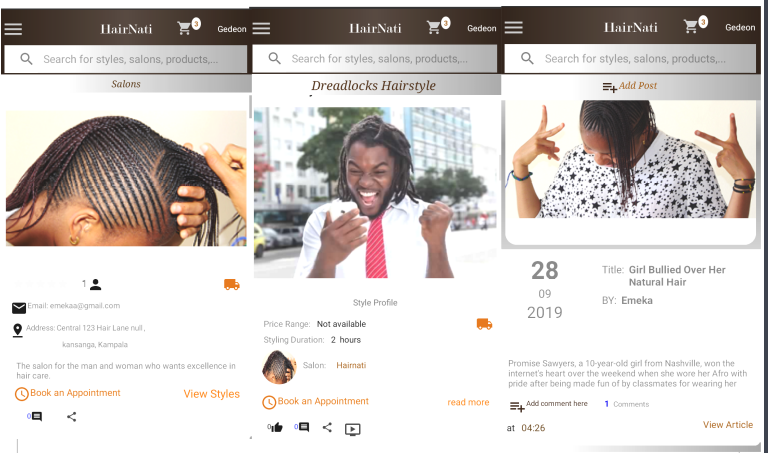 HairNati
3
Gedeon
Search for styles, salons, products,...
Salons
1
Email: emekaa@gmail.com
Address: Central 123 Hair Lane null ,
kansanga, Kampala
The salon for the man and woman who wants excellence in
hair care.
Book an Appointment
View Styles
0
HairNati
3
Gedeon
Search for styles, salons, products,...
Dreadlocks Hairstyle
Style Profile
Price Range: Not available
Styling Duration: 2 hours
Salon: Hairnati
Book an Appointment
read more
0
0
HairNati
3
Gedeon
Search for styles, salons, products,...
Add Post
28
09
2019
Title: Girl Bullied Over Her
Natural Hair
BY: Emeka
Promise Sawyers, a 10-year-old girl from Nashville, won the
internet's heart over the weekend when she wore her Afro with
pride after being made fun of by classmates for wearing her
Add comment here
1 Comments
at 04:26
View Article